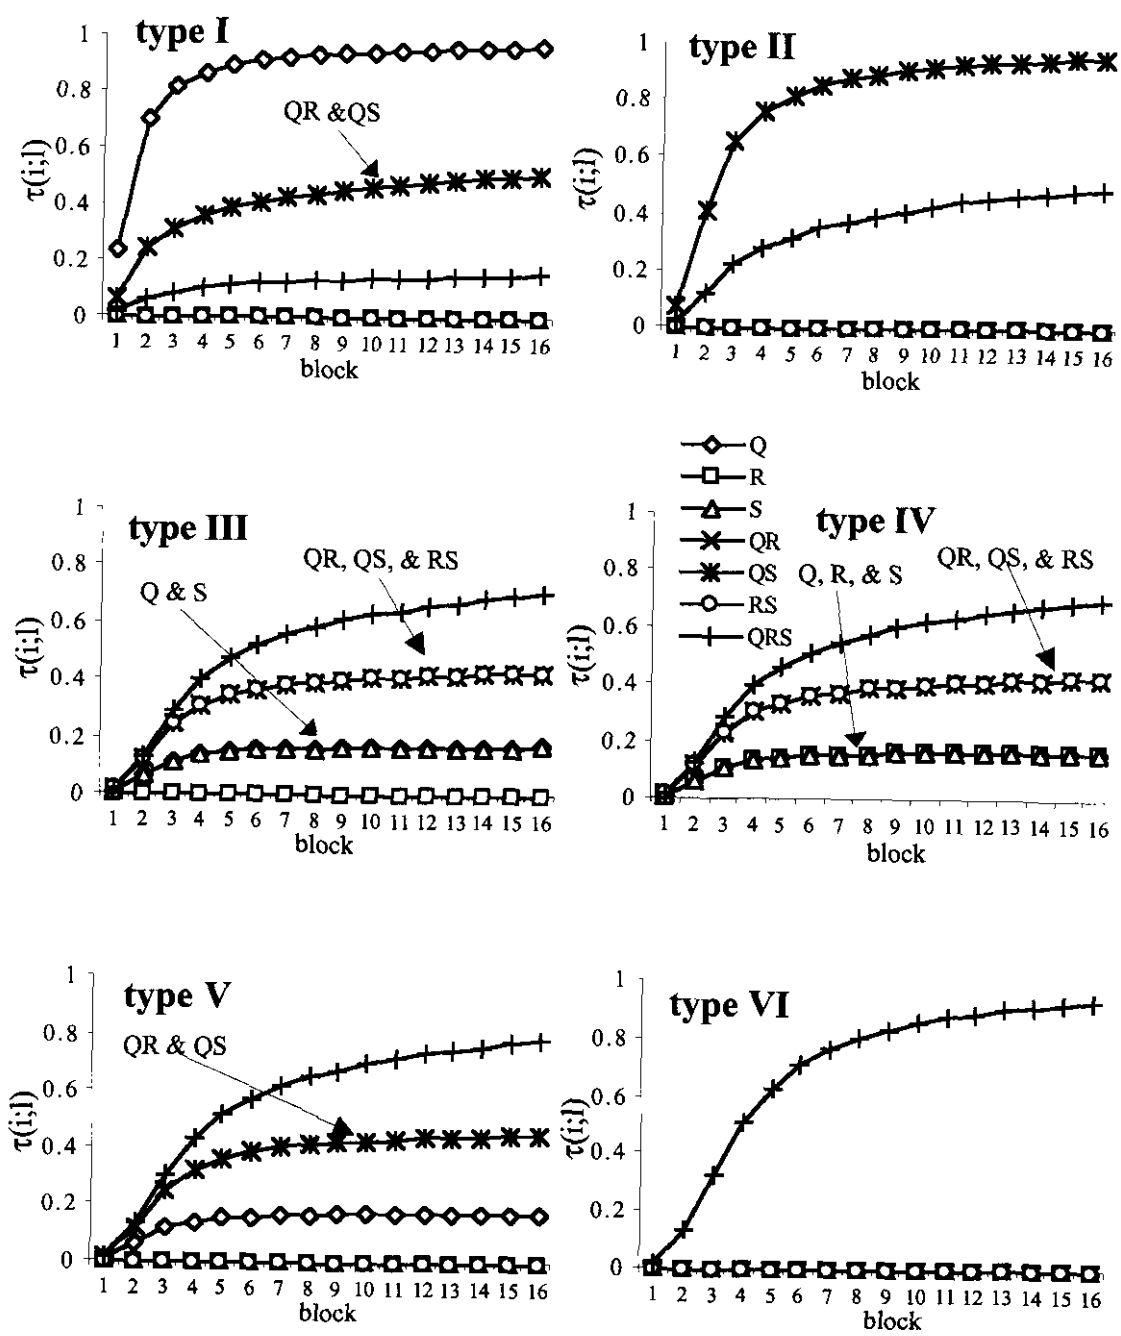 type I
1
0.8
0.6
0.4
0.2
0
τ(i;l)
QR &QS
1 2 3 4 5 6 7 8 9 10 11 12 13 14 15 16
block
type II
1
0.8
0.6
0.4
0.2
0
τ(i;l)
1 2 3 4 5 6 7 8 9 10 11 12 13 14 15 16
block
Q
R
S
QR
QS
RS
QRS
type III
1
0.8
0.6
0.4
0.2
0
τ(i;l)
Q & S
QR, QS, & RS
1 2 3 4 5 6 7 8 9 10 11 12 13 14 15 16
block
type IV
1
0.8
0.6
0.4
0.2
0
τ(i;l)
Q, R, & S
QR, QS, & RS
1 2 3 4 5 6 7 8 9 10 11 12 13 14 15 16
block
type V
1
0.8
0.6
0.4
0.2
0
τ(i;l)
QR & QS
1 2 3 4 5 6 7 8 9 10 11 12 13 14 15 16
block
type VI
1
0.8
0.6
0.4
0.2
0
τ(i;l)
1 2 3 4 5 6 7 8 9 10 11 12 13 14 15 16
block